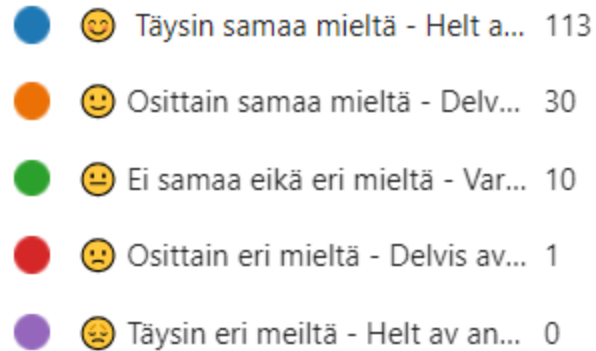 Täysin samaa mieltä - Helt a... 113
Osittain samaa mieltä - Delv... 30
Ei samaa eikä eri mieltä - Var... 10
Osittain eri mieltä - Delvis av... 1
Täysin eri meiltä - Helt av an... 0